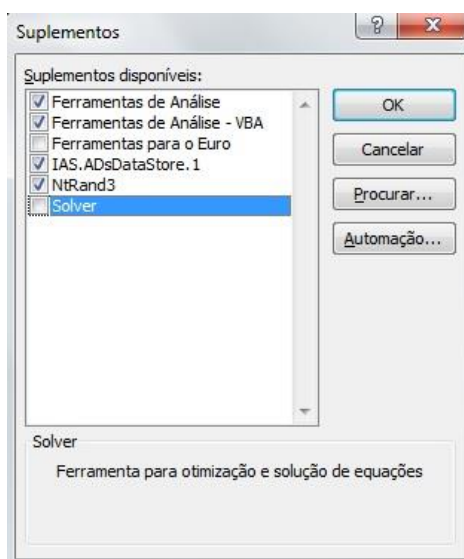 Suplementos
Suplementos disponíveis:
Ferramentas de Análise
Ferramentas de Análise - VBA
Ferramentas para o Euro
IAS.ADsDataStore.1
NtRand3
Solver
OK
Cancelar
Procurar...
Automação...
Solver
Ferramenta para otimização e solução de equações